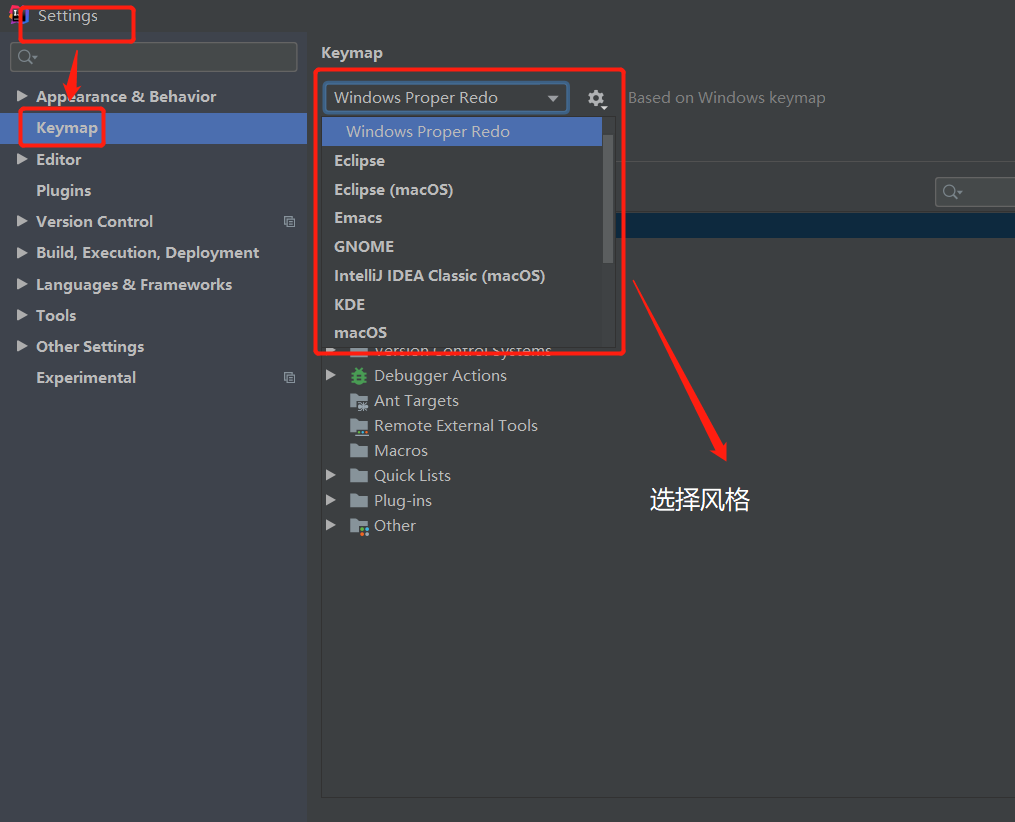 Settings
Appearance & Behavior
Keymap
Editor
Plugins
Version Control
Build, Execution, Deployment
Languages & Frameworks
Tools
Other Settings
Experimental
Keymap
Windows Proper Redo
Based on Windows keymap
Windows Proper Redo
Eclipse
Eclipse (macOS)
Emacs
GNOME
IntelliJ IDEA Classic (macOS)
KDE
macOS
Version Control Systems
Debugger Actions
Ant Targets
Remote External Tools
Macros
Quick Lists
Plug-ins
Other
选择风格